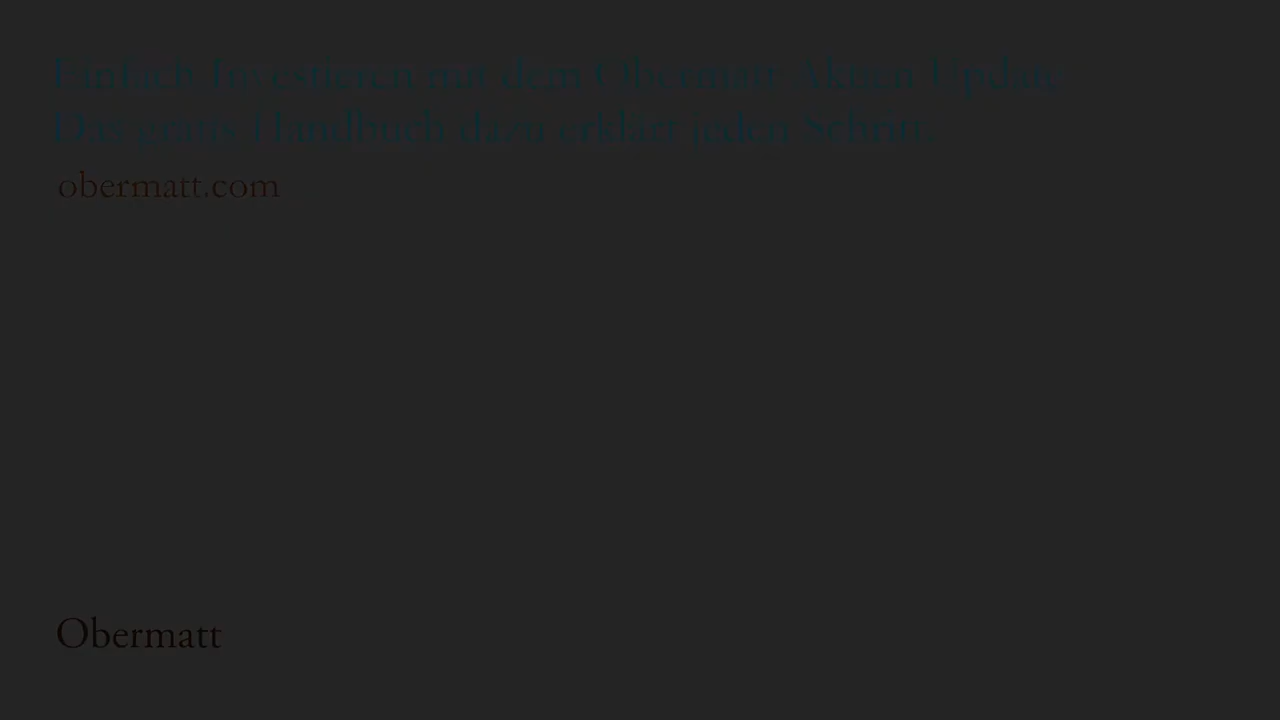 Einfach Investieren mit dem Obermatt Aktien Update
Das gratis Handbuch dazu erklärt jeden Schritt.
obermatt.com
Obermatt